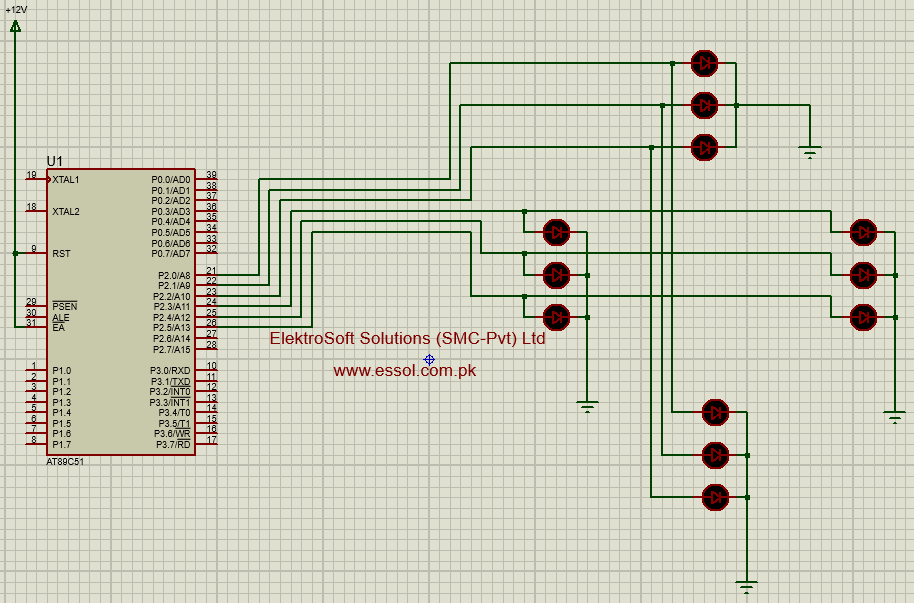 +12V
U1
19 XTAL1
18 XTAL2
9 RST
29 PSEN
30 ALE
31 EA
1 P1.0
2 P1.1
3 P1.2
4 P1.3
5 P1.4
6 P1.5
7 P1.6
8 P1.7
P0.0/AD0 39
P0.1/AD1 38
P0.2/AD2 37
P0.3/AD3 36
P0.4/AD4 35
P0.5/AD5 34
P0.6/AD6 33
P0.7/AD7 32
P2.0/A8 21
P2.1/A9 22
P2.2/A10 23
P2.3/A11 24
P2.4/A12 25
P2.5/A13 26
P2.6/A14 27
P2.7/A15 28
P3.0/RXD 10
P3.1/TXD 11
P3.2/INT0 12
P3.3/INT1 13
P3.4/T0 14
P3.5/T1 15
P3.6/WR 16
P3.7/RD 17
AT89C51
ElektroSoft Solutions (SMC-Pvt) Ltd
www.essol.com.pk